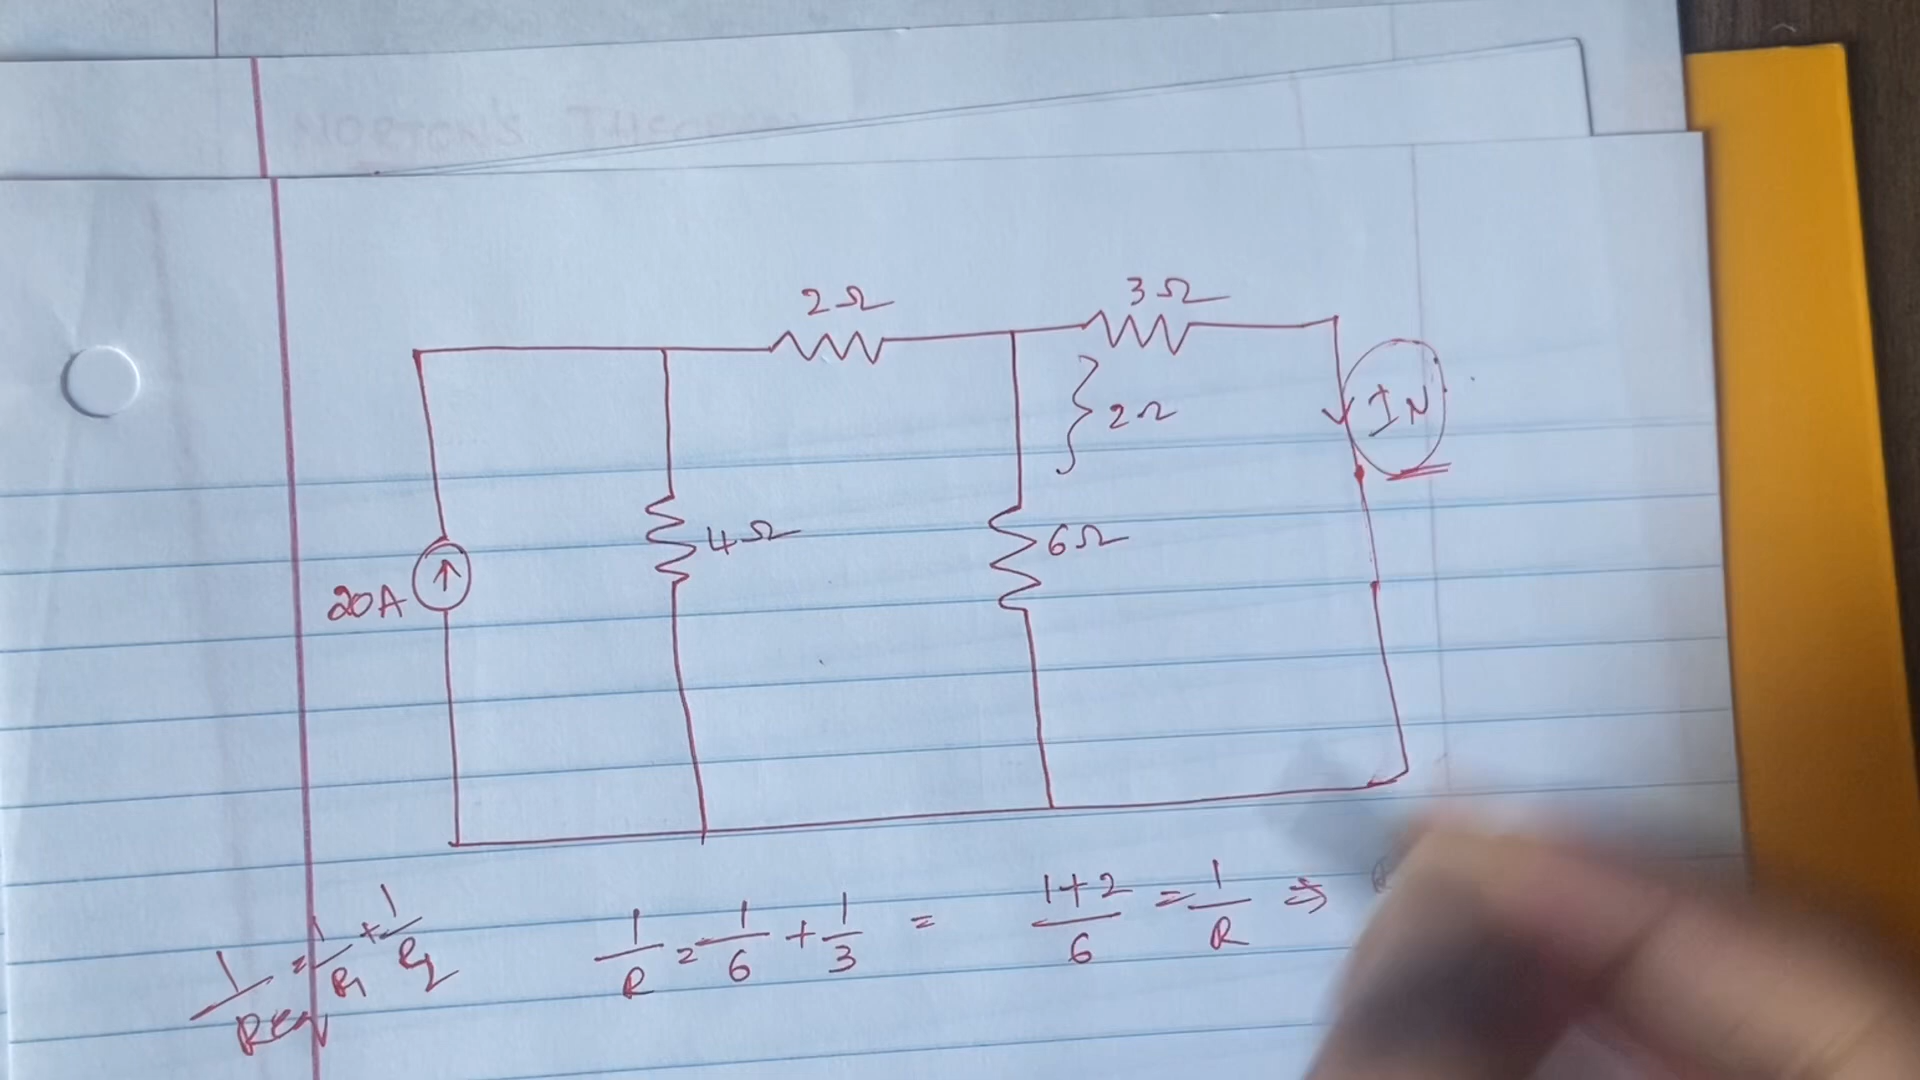 NORTON'S THEOREM
2Ω 3Ω
2Ω
IN
4Ω
6Ω
20A
1/Req = 1/R1 + 1/R2
1/R = 1/6 + 1/3 = 1+2/6 = 1/R ⇒